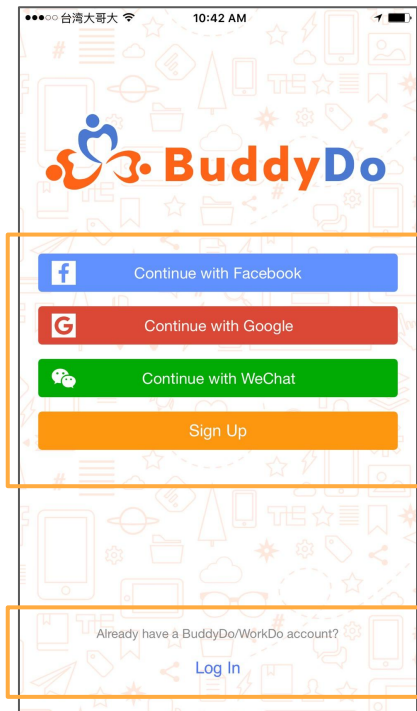 台湾大哥大 10:42 AM
BuddyDo
Continue with Facebook
Continue with Google
Continue with WeChat
Sign Up
Already have a BuddyDo/WorkDo account?
Log In